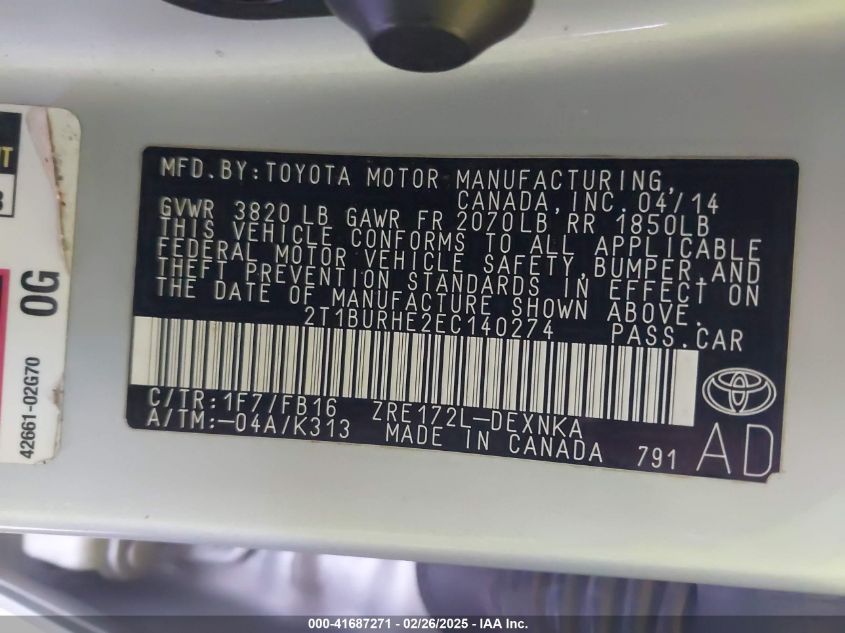 MFD.BY:TOYOTA MOTOR MANUFACTURING,
CANADA, INC. 04/14
GVWR 3820 LB GAWR FR 2070LB RR 1850LB
THIS VEHICLE CONFORMS TO ALL APPLICABLE
FEDERAL MOTOR VEHICLE SAFETY, BUMPER, AND
THEFT PREVENTION STANDARDS IN EFFECT ON
THE DATE OF MANUFACTURE SHOWN ABOVE.
2T1BURHE2EC140274 PASS.CAR
C/TR:1F7/FB16 ZRE172L-DEXNKA
A/TM:-04A/K313 MADE IN CANADA 791 AD
0G
42661-02G70
000-41687271 - 02/26/2025 - IAA Inc.